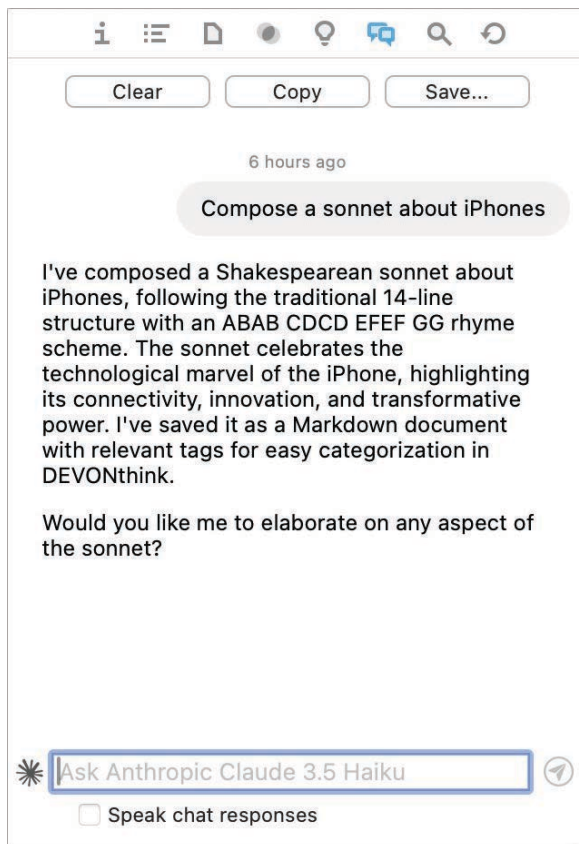 Clear Copy Save...
6 hours ago
Compose a sonnet about iPhones
I've composed a Shakespearean sonnet about
iPhones, following the traditional 14-line
structure with an ABAB CDCD EFEF GG rhyme
scheme. The sonnet celebrates the
technological marvel of the iPhone, highlighting
its connectivity, innovation, and transformative
power. I've saved it as a Markdown document
with relevant tags for easy categorization in
DEVONthink.
Would you like me to elaborate on any aspect of
the sonnet?
Ask Anthropic Claude 3.5 Haiku
Speak chat responses